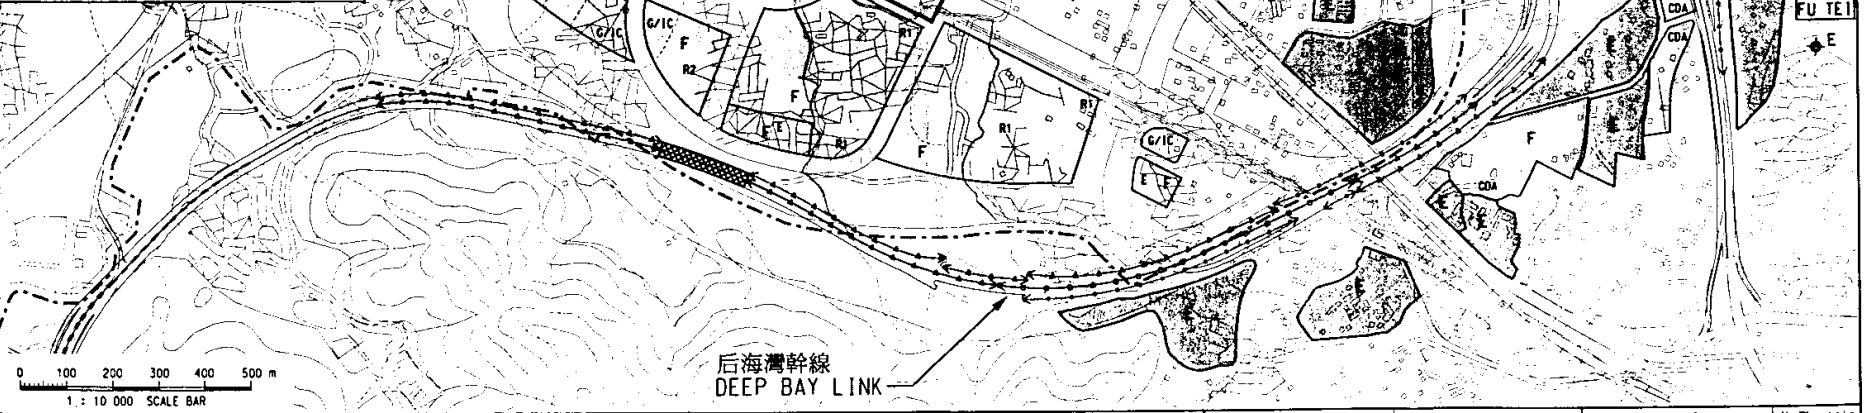 G/IC
G/IC
F
R2
R1
F
F
E
R1
F
R1
R1
G/IC
E
F
CDA
CDA
FU TEI
E
E
E
F
E
CDA
E
E
E
E
后海灣幹線
DEEP BAY LINK
0 100 200 300 400 500 m
1 : 10 000 SCALE BAR